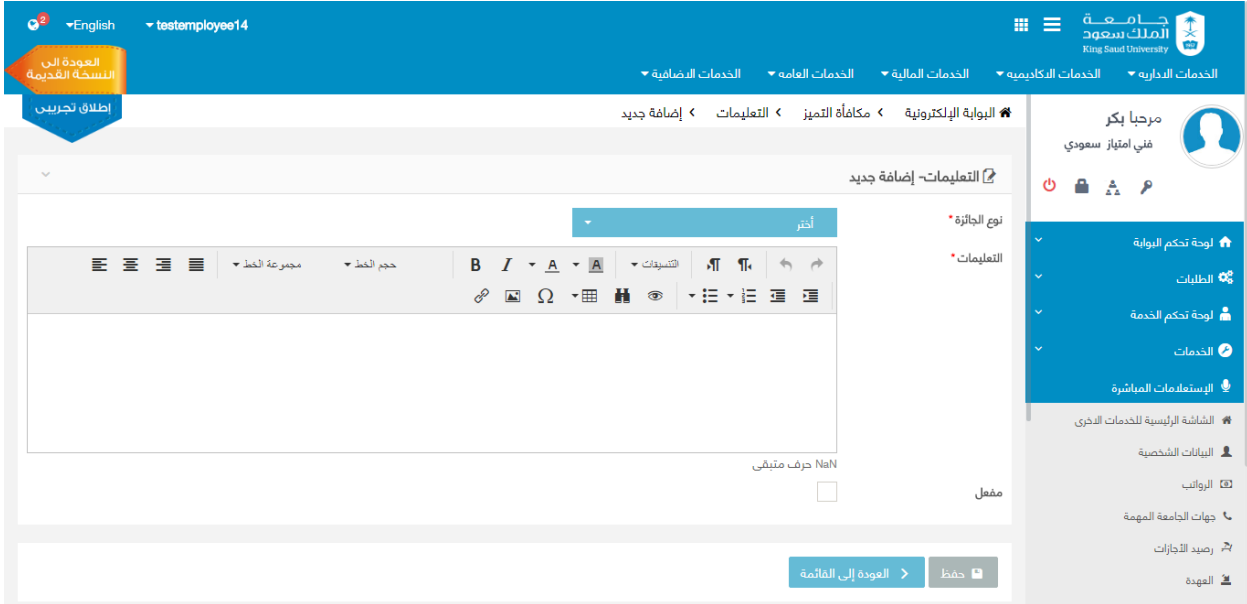 جــامــعــة
الملك سعود
King Saud University
testemployee14
English
2
الخدمات الاداريه
الخدمات الاكاديميه
الخدمات المالية
الخدمات العامه
الخدمات الاضافية
العودة الى
النسخة القديمة
إطلاق تجريبى
مرحبا بكر
فني امتياز سعودي
البوابة الإلكترونية > مكافأة التميز > التعليمات > إضافة جديد
التعليمات- إضافة جديد
نوع الجائزة *
أختر
التعليمات *
التنسيقات
حجم الخط
مجموعة الخط
NaN حرف متبقى
مفعل
حفظ
العودة إلى القائمة
لوحة تحكم البوابة
الطلبات
لوحة تحكم الخدمة
الخدمات
الإستعلامات المباشرة
الشاشة الرئيسية للخدمات الاخرى
البيانات الشخصية
الرواتب
جهات الجامعة المهمة
رصيد الأجازات
العهدة